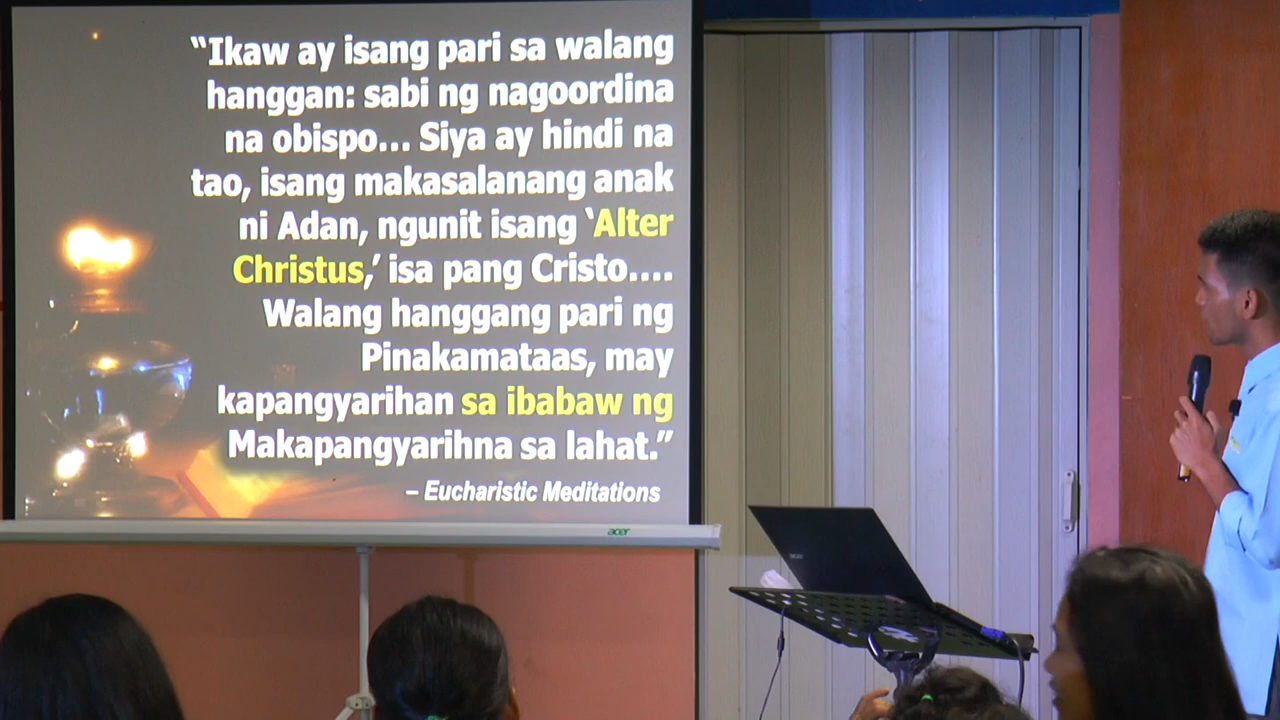 “Ikaw ay isang pari sa walang
hanggan: sabi ng nagoordina
na obispo... Siya ay hindi na
tao, isang makasalanang anak
ni Adan, ngunit isang ‘Alter
Christus,’ isa pang Cristo....
Walang hanggang pari ng
Pinakamataas, may
kapangyarihan sa ibabaw ng
Makapangyarihna sa lahat.”
– Eucharistic Meditations
acer
acer